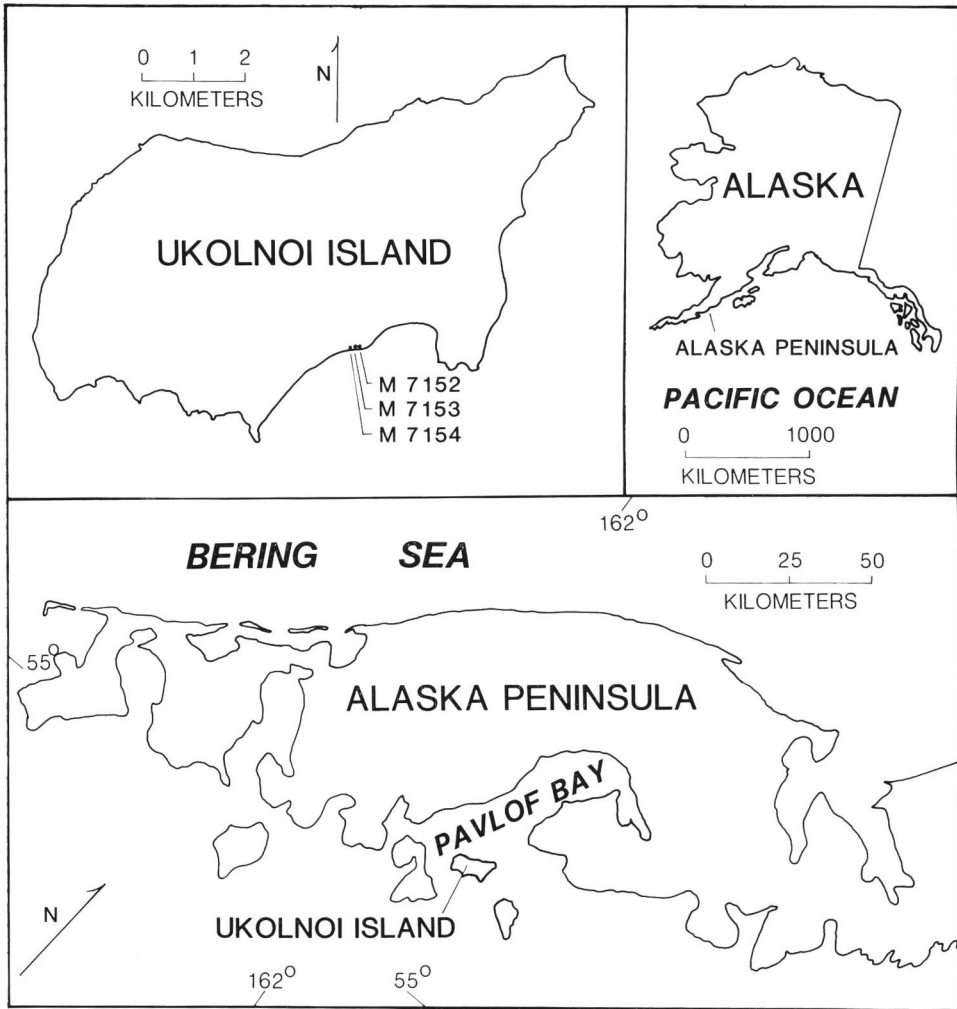 0 1 2
KILOMETERS
N
UKOLNOI ISLAND
M 7152
M 7153
M 7154
ALASKA
ALASKA PENINSULA
PACIFIC OCEAN
0 1000
KILOMETERS
162°
BERING SEA
0 25 50
KILOMETERS
55°
ALASKA PENINSULA
PAVLOF BAY
N
UKOLNOI ISLAND
162° 55°